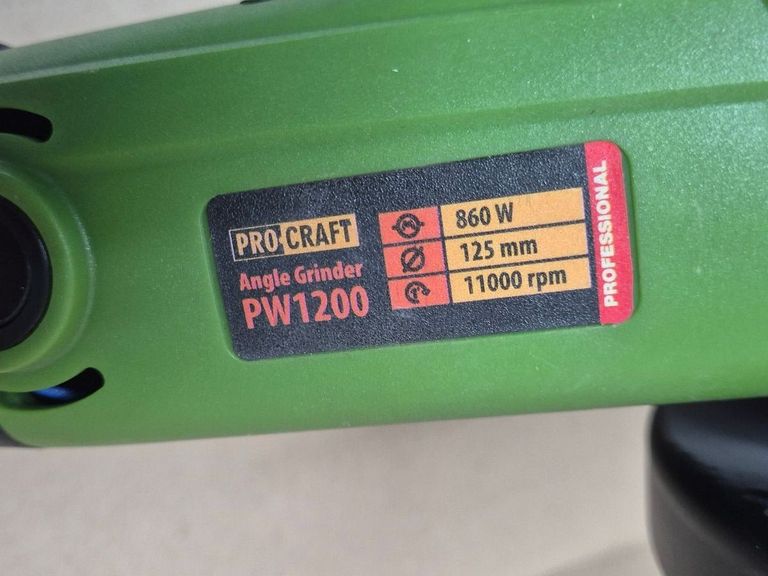 PRO CRAFT
Angle Grinder
PW1200
860 W
125 mm
11000 rpm
PROFESSIONAL